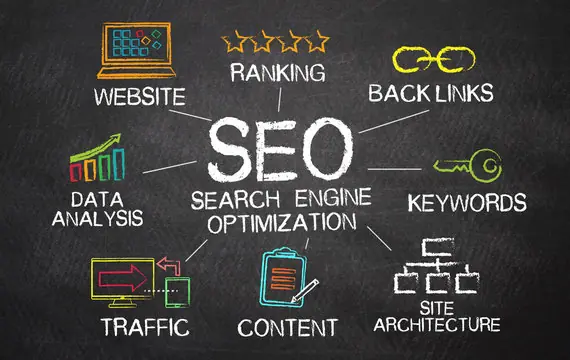 WEBSITE
RANKING
BACK LINKS
SEO
SEARCH ENGINE
OPTIMIZATION
DATA
ANALYSIS
KEYWORDS
TRAFFIC
CONTENT
SITE
ARCHITECTURE